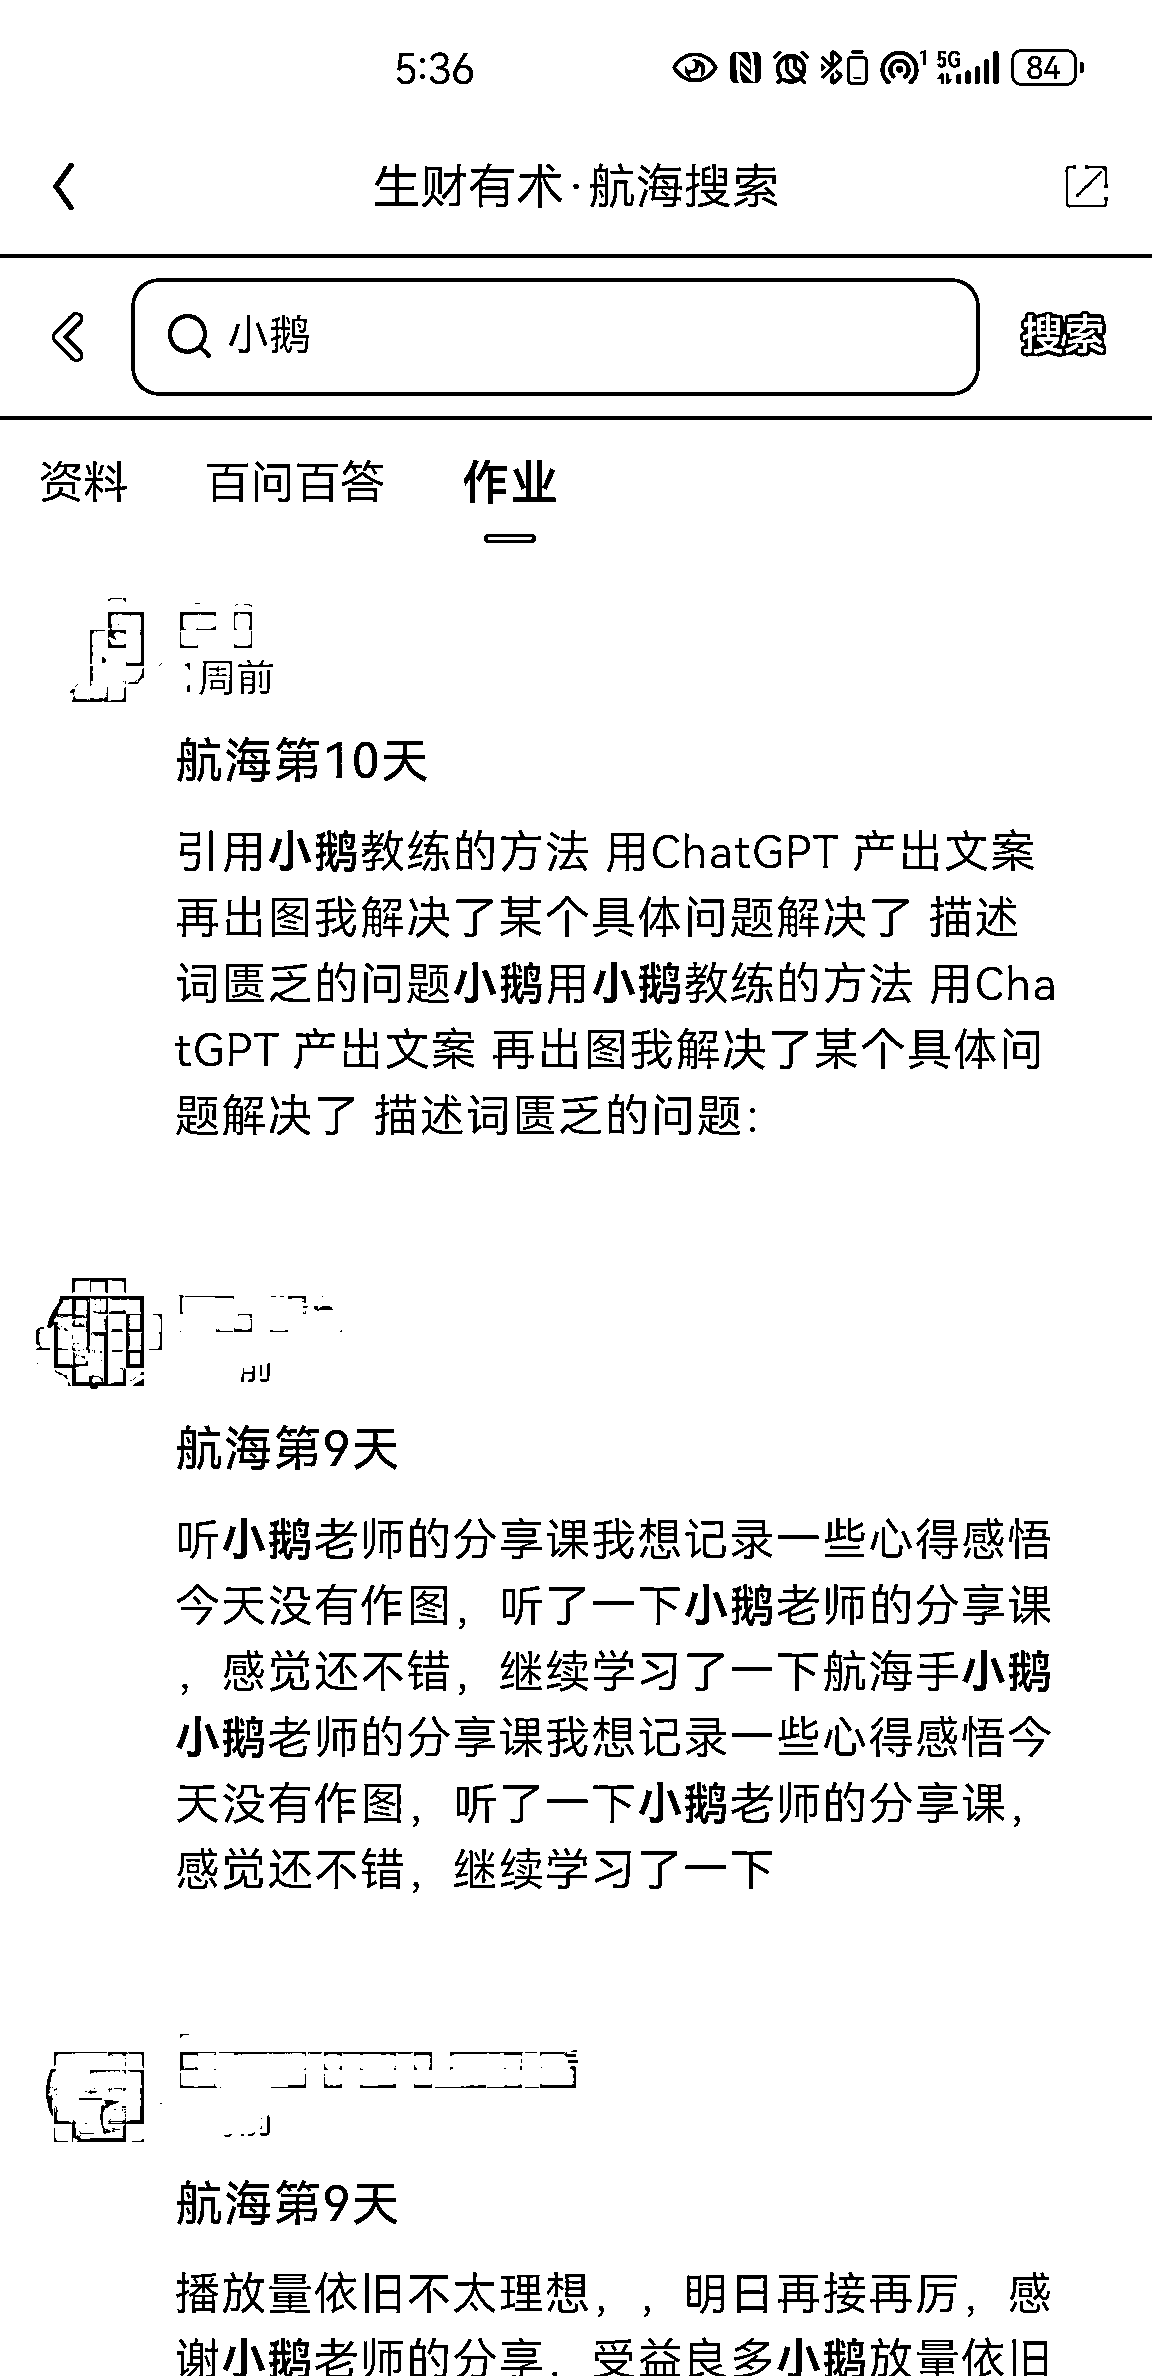 5:36
5G 84
生财有术·航海搜索
小鹅 搜索
资料 百问百答 作业
周前
航海第10天
引用小鹅教练的方法 用ChatGPT 产出文案
再出图我解决了某个具体问题解决了 描述
词匮乏的问题小鹅用小鹅教练的方法 用Cha
tGPT 产出文案 再出图我解决了某个具体问
题解决了 描述词匮乏的问题：
前
航海第9天
听小鹅老师的分享课我想记录一些心得感悟
今天没有作图，听了一下小鹅老师的分享课
，感觉还不错，继续学习了一下航海手小鹅
小鹅老师的分享课我想记录一些心得感悟今
天没有作图，听了一下小鹅老师的分享课，
感觉还不错，继续学习了一下
航海第9天
播放量依旧不太理想，，明日再接再厉，感
谢小鹅老师的分享，受益良多小鹅放量依旧